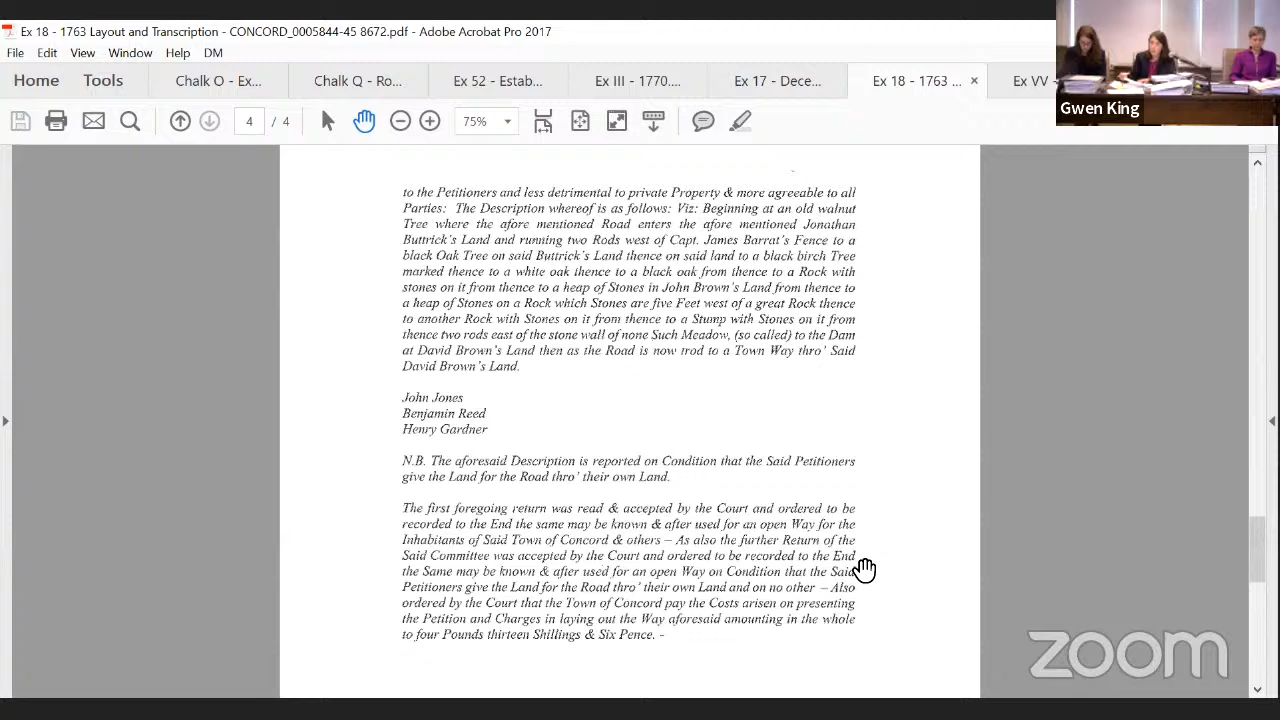 Ex 18 - 1763 Layout and Transcription - CONCORD_0005844-45 8672.pdf - Adobe Acrobat Pro 2017
File Edit View Window Help DM
Home Tools Chalk O - Ex... Chalk Q - Ro... Ex 52 - Estab... Ex III - 1770.... Ex 17 - Dece... Ex 18 - 1763 ... × Ex VV -
4 / 4 75%
Gwen King
to the Petitioners and less detrimental to private Property & more agreeable to all
Parties: The Description whereof is as follows: Viz: Beginning at an old walnut
Tree where the afore mentioned Road enters the afore mentioned Jonathan
Buttrick's Land and running two Rods west of Capt. James Barrat's Fence to a
black Oak Tree on said Buttrick's Land thence on said land to a black birch Tree
marked thence to a white oak thence to a black oak from thence to a Rock with
stones on it from thence to a heap of Stones in John Brown's Land from thence to
a heap of Stones on a Rock which Stones are five Feet west of a great Rock thence
to another Rock with Stones on it from thence to a Stump with Stones on it from
thence two rods east of the stone wall of none Such Meadow, (so called) to the Dam
at David Brown's Land then as the Road is now trod to a Town Way thro' Said
David Brown's Land.
John Jones
Benjamin Reed
Henry Gardner
N.B. The aforesaid Description is reported on Condition that the Said Petitioners
give the Land for the Road thro' their own Land.
The first foregoing return was read & accepted by the Court and ordered to be
recorded to the End the same may be known & after used for an open Way for the
Inhabitants of Said Town of Concord & others – As also the further Return of the
Said Committee was accepted by the Court and ordered to be recorded to the End
the Same may be known & after used for an open Way on Condition that the Said
Petitioners give the Land for the Road thro' their own Land and on no other – Also
ordered by the Court that the Town of Concord pay the Costs arisen on presenting
the Petition and Charges in laying out the Way aforesaid amounting in the whole
to four Pounds thirteen Shillings & Six Pence. -
zoom